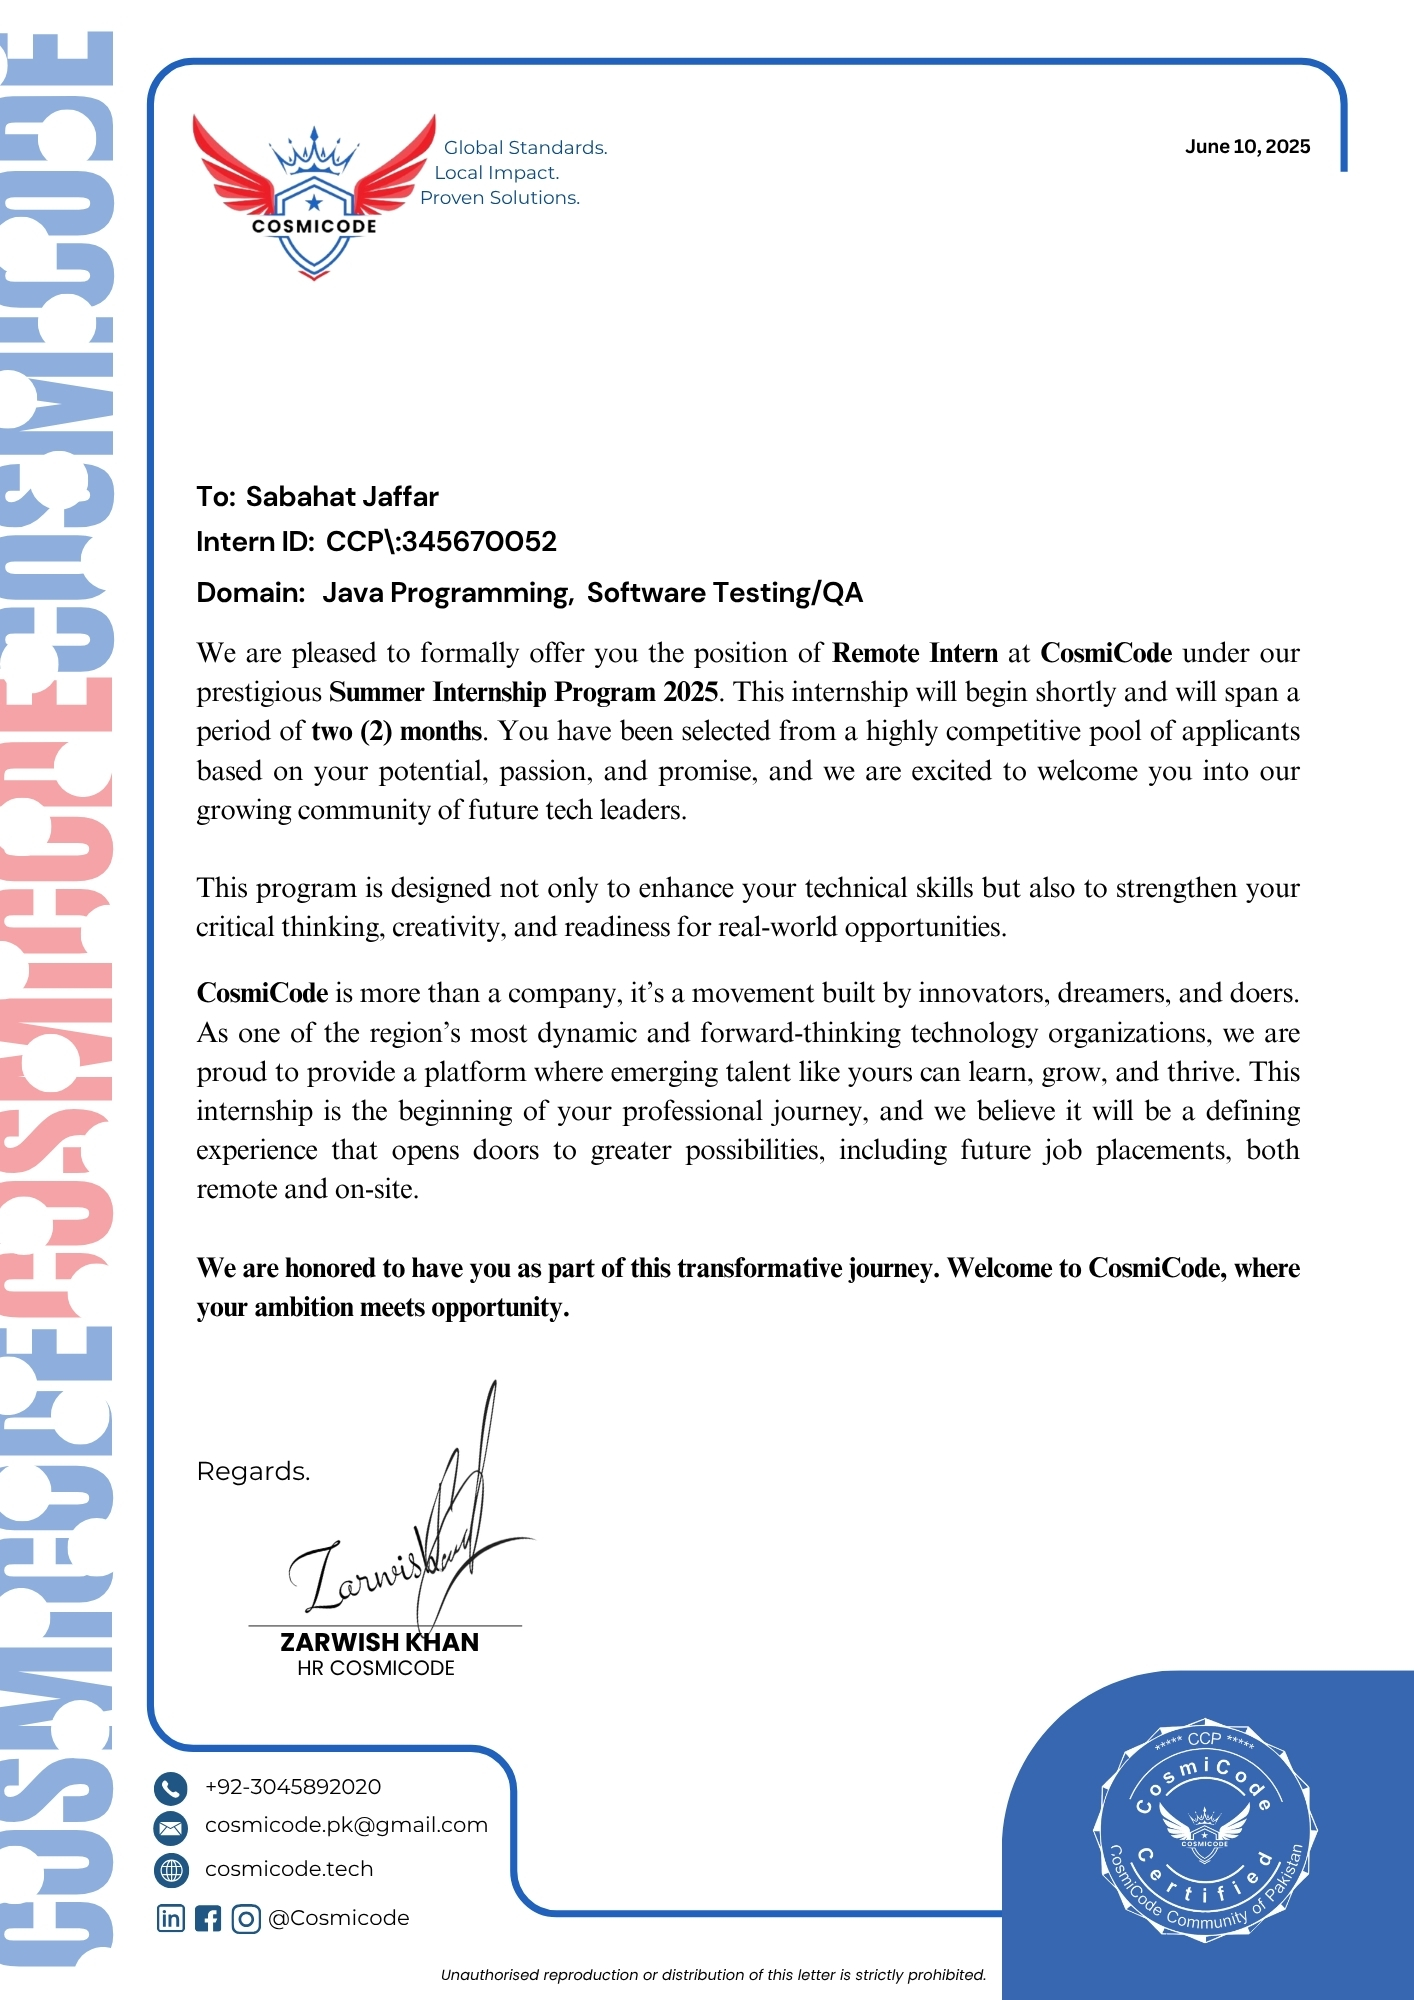 COSMICODE COSMICODE COSMICODE
Global Standards.
Local Impact.
Proven Solutions.
COSMICODE
June 10, 2025
To: Sabahat Jaffar
Intern ID: CCP\:345670052
Domain: Java Programming, Software Testing/QA
We are pleased to formally offer you the position of Remote Intern at CosmiCode under our
prestigious Summer Internship Program 2025. This internship will begin shortly and will span a
period of two (2) months. You have been selected from a highly competitive pool of applicants
based on your potential, passion, and promise, and we are excited to welcome you into our
growing community of future tech leaders.
This program is designed not only to enhance your technical skills but also to strengthen your
critical thinking, creativity, and readiness for real-world opportunities.
CosmiCode is more than a company, it’s a movement built by innovators, dreamers, and doers.
As one of the region’s most dynamic and forward-thinking technology organizations, we are
proud to provide a platform where emerging talent like yours can learn, grow, and thrive. This
internship is the beginning of your professional journey, and we believe it will be a defining
experience that opens doors to greater possibilities, including future job placements, both
remote and on-site.
We are honored to have you as part of this transformative journey. Welcome to CosmiCode, where
your ambition meets opportunity.
Regards.
Zarwish Khan
ZARWISH KHAN
HR COSMICODE
+92-3045892020
cosmicode.pk@gmail.com
cosmicode.tech
in f @Cosmicode
***** CCP *****
CosmiCode
COSMICODE
Certified
CosmiCode Community of Pakistan
Unauthorised reproduction or distribution of this letter is strictly prohibited.